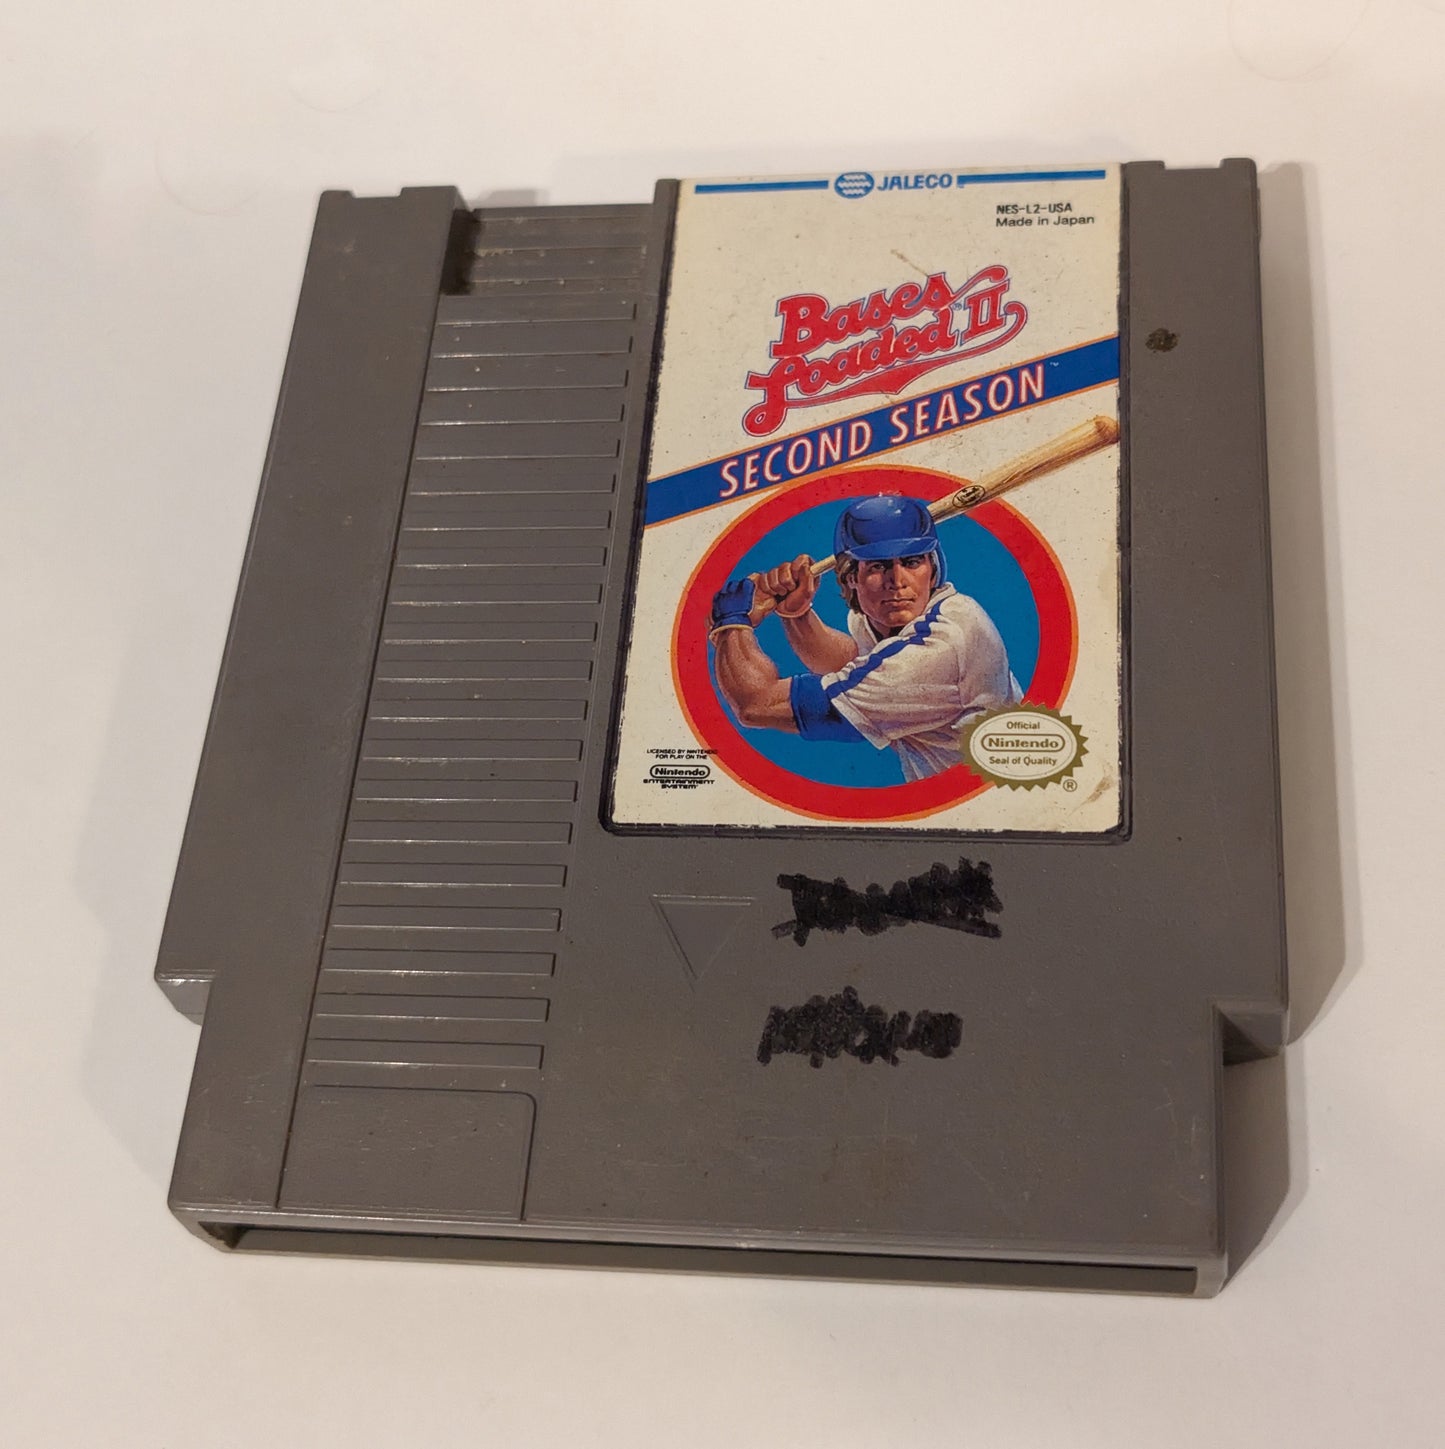 JALECO
NES-L2-USA
Made in Japan
Bases
Loaded® II
SECOND SEASON™
Official
Nintendo
Seal of Quality
®
LICENSED BY NINTENDO
FOR PLAY ON THE
Nintendo
ENTERTAINMENT
SYSTEM